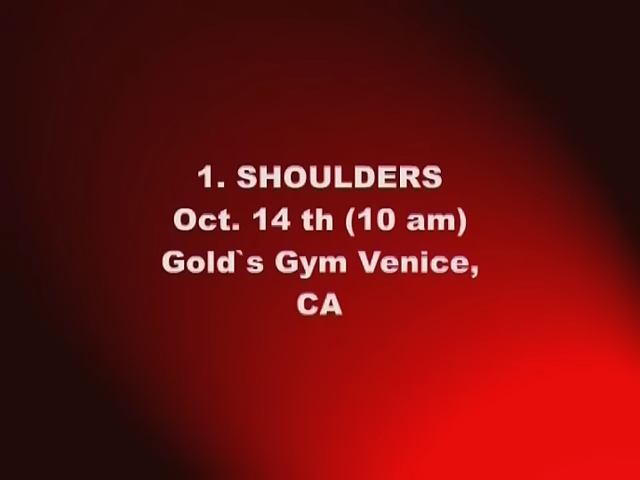 1. SHOULDERS
Oct. 14 th (10 am)
Gold`s Gym Venice,
CA